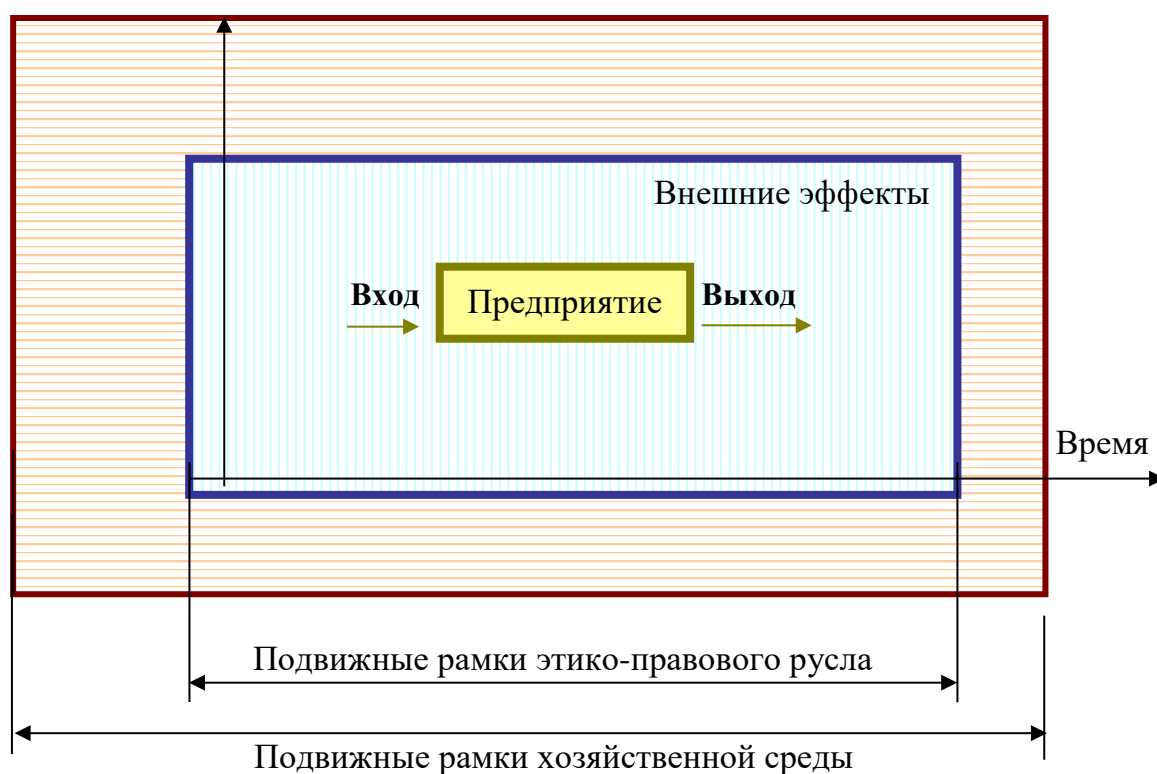 Внешние эффекты
Вход
Предприятие
Выход
Время
Подвижные рамки этико-правового русла
Подвижные рамки хозяйственной среды